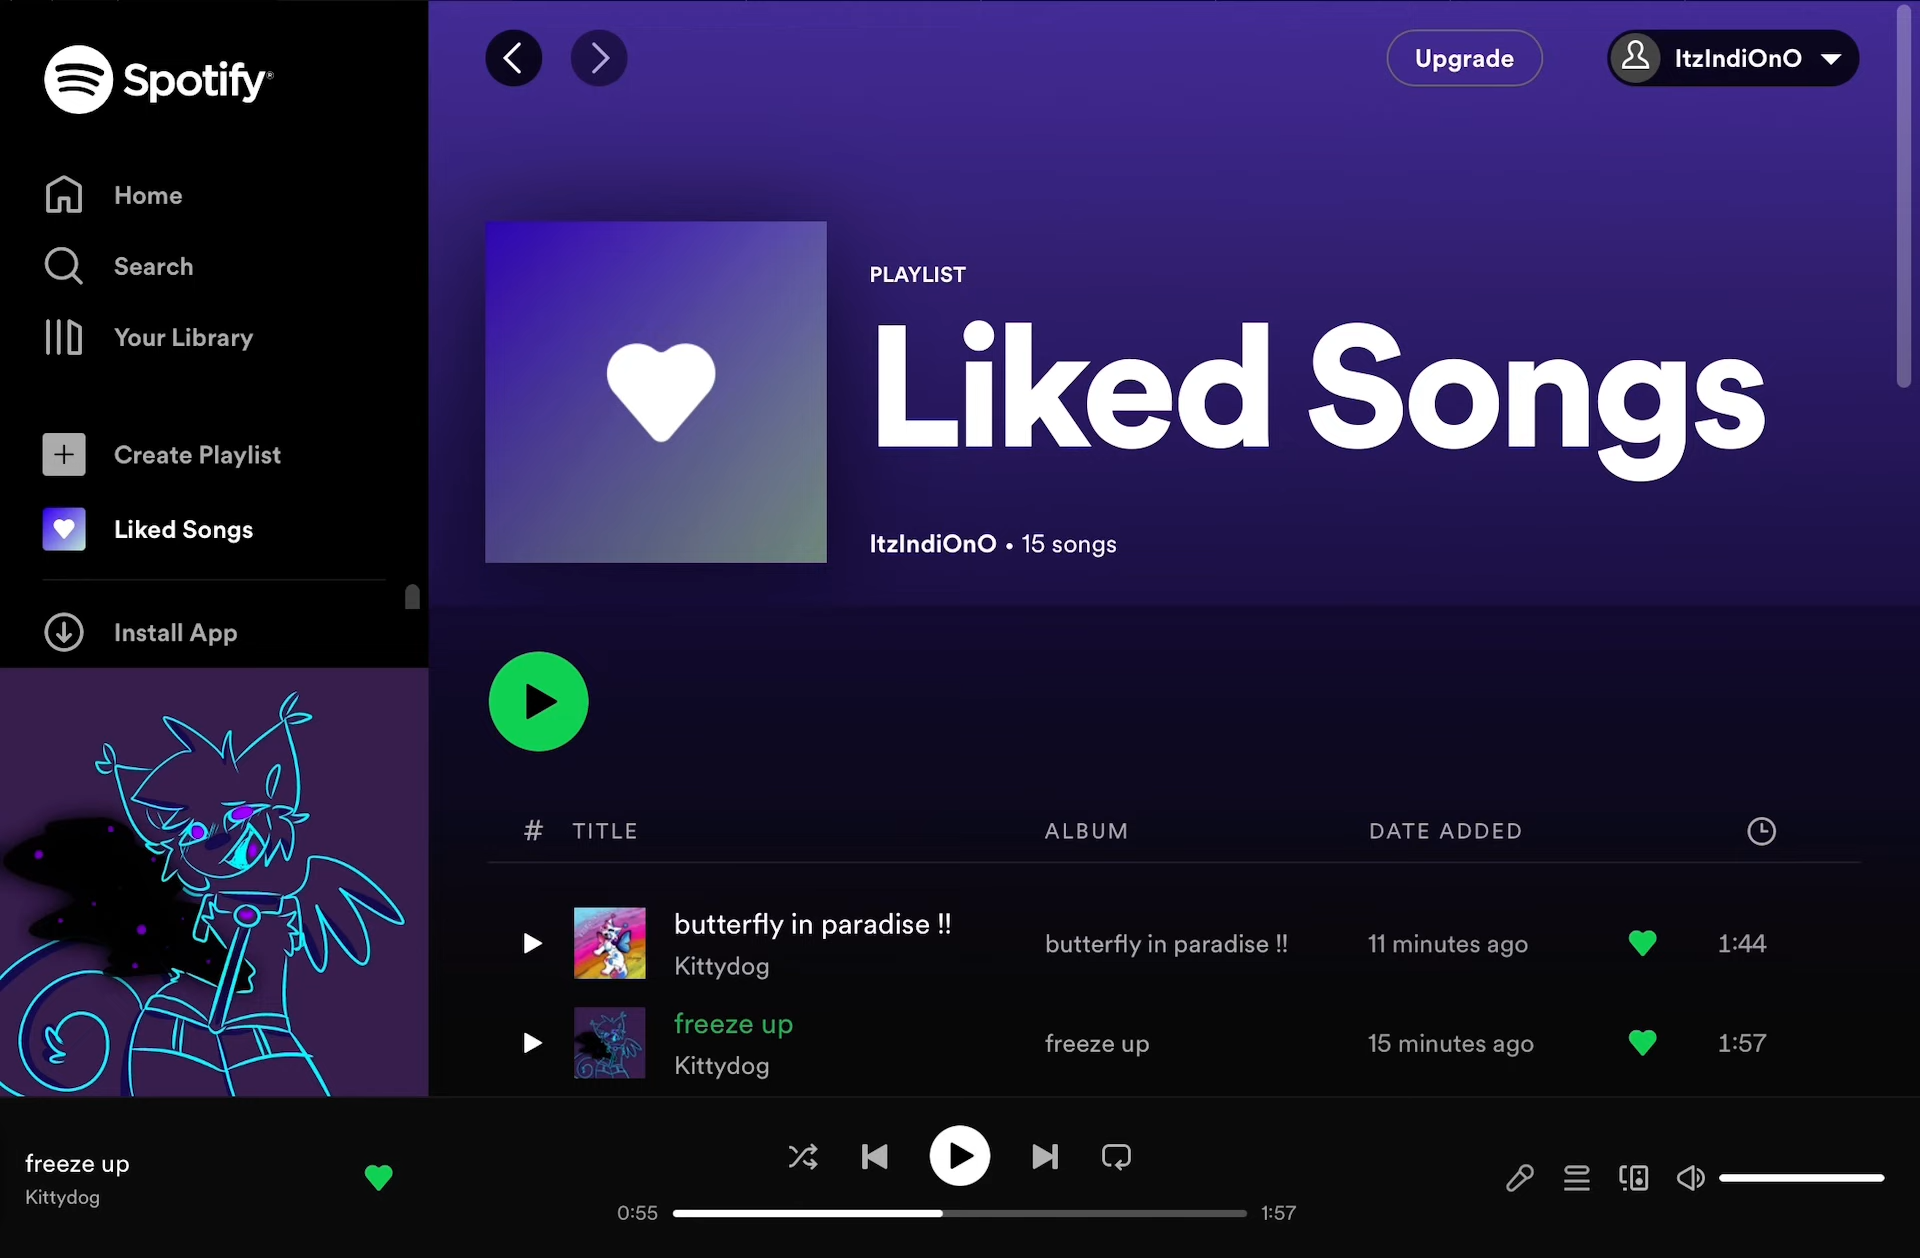 Spotify®
Home
Search
Your Library
Create Playlist
Liked Songs
Install App
Upgrade
ItzIndiOnO
PLAYLIST
Liked Songs
ItzIndiOnO • 15 songs
# TITLE ALBUM DATE ADDED
butterfly in paradise !!
Kittydog
butterfly in paradise !! 11 minutes ago 1:44
freeze up
Kittydog
freeze up 15 minutes ago 1:57
freeze up
Kittydog
0:55 1:57